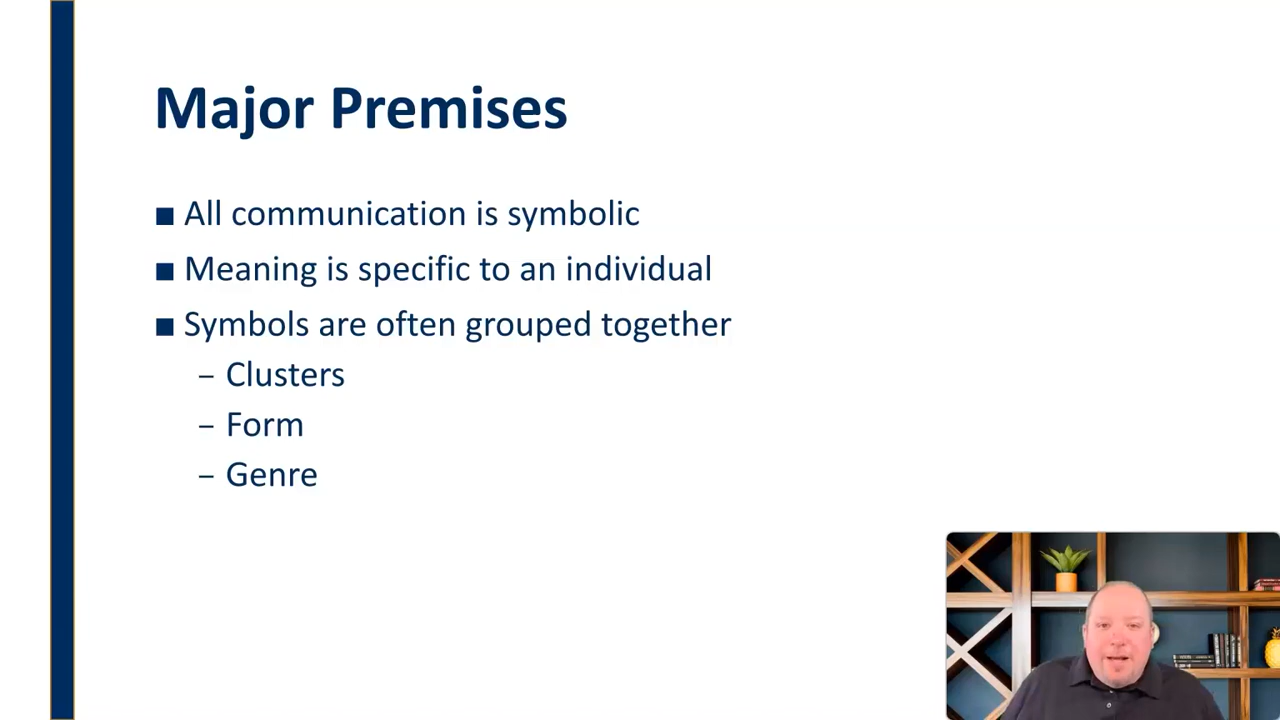 Major Premises
■ All communication is symbolic
■ Meaning is specific to an individual
■ Symbols are often grouped together
– Clusters
– Form
– Genre